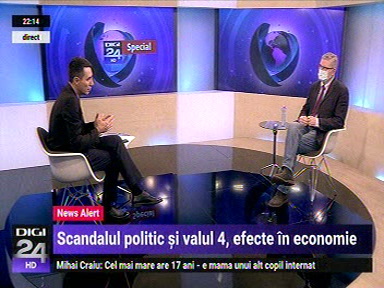 22:14
direct
DIGI
24
HD
Special
News Alert
DIGI
24
HD
Scandalul politic și valul 4, efecte în economie
Mihai Craiu: Cel mai mare are 17 ani - e mama unui alt copil internat